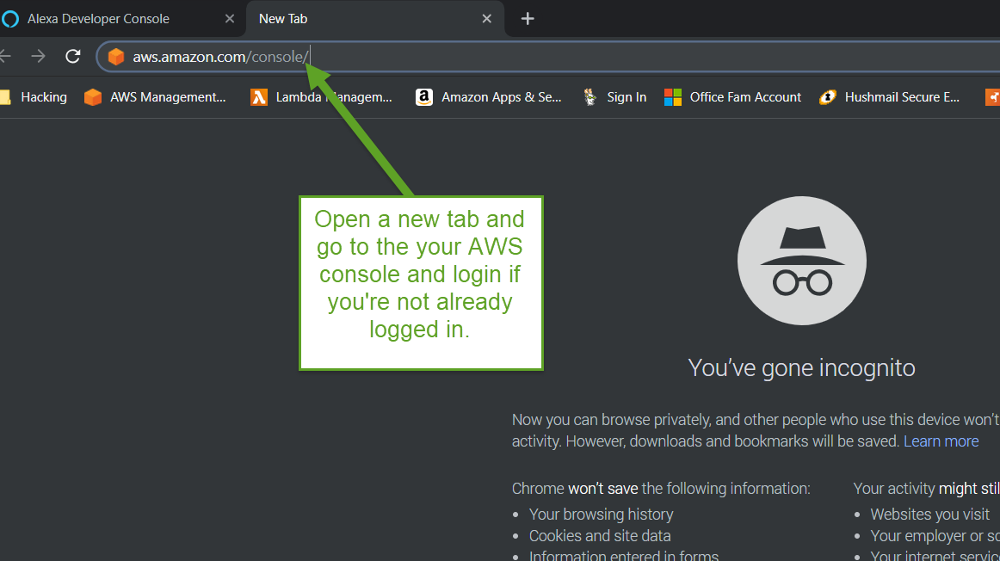 Alexa Developer Console
New Tab
aws.amazon.com/console/
Hacking
AWS Management...
Lambda Managem...
Amazon Apps & Se...
Sign In
Office Fam Account
Hushmail Secure E...
Open a new tab and
go to the your AWS
console and login if
you're not already
logged in.
You've gone incognito
Now you can browse privately, and other people who use this device won't
activity. However, downloads and bookmarks will be saved. Learn more
Chrome won't save the following information:
Your browsing history
Cookies and site data
Information entered in forms
Your activity might still
Websites you visit
Your employer or sc
Your internet service